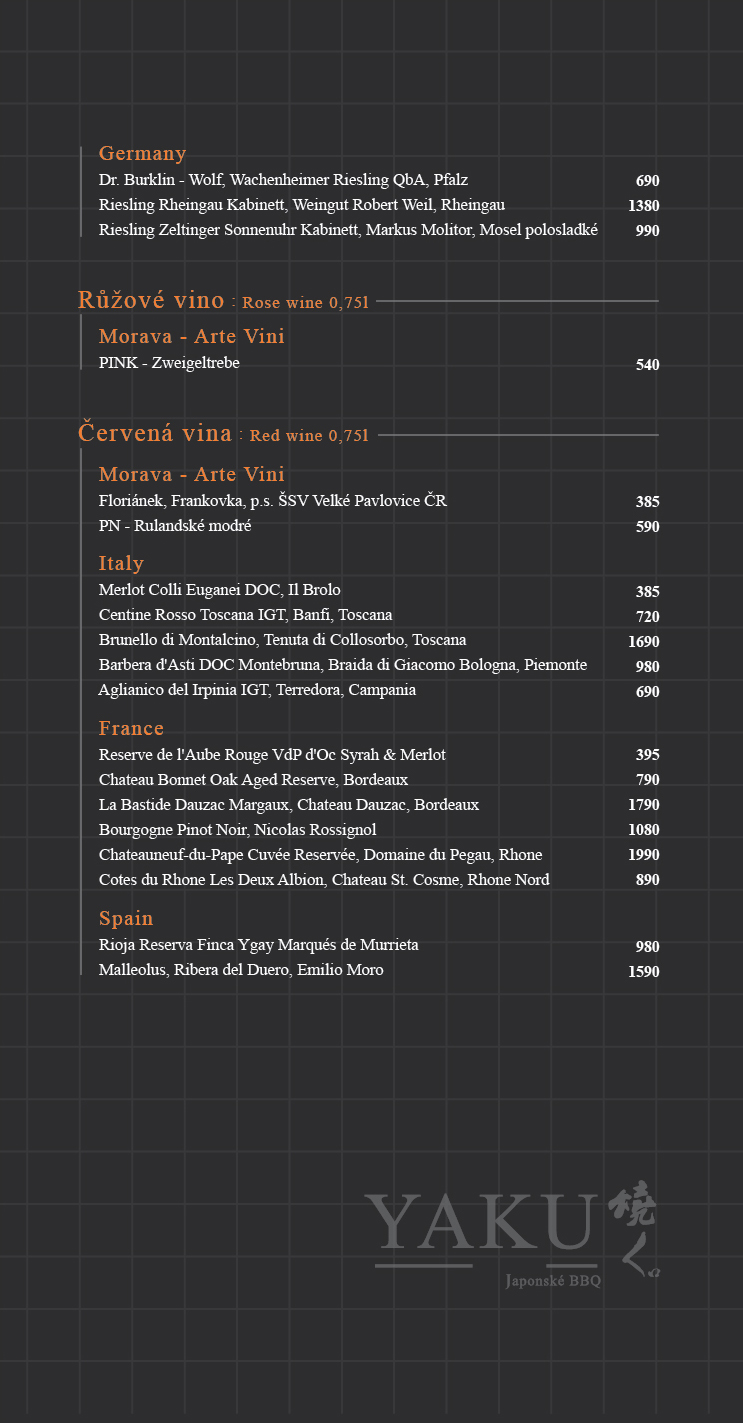 Germany
Dr. Burklin - Wolf, Wachenheimer Riesling QbA, Pfalz 690
Riesling Rheingau Kabinett, Weingut Robert Weil, Rheingau 1380
Riesling Zeltinger Sonnenuhr Kabinett, Markus Molitor, Mosel polosladké 990
Růžové vino : Rose wine 0,75l
Morava - Arte Vini
PINK - Zweigeltrebe 540
Červená vina : Red wine 0,75l
Morava - Arte Vini
Floriánek, Frankovka, p.s. ŠSV Velké Pavlovice ČR 385
PN - Rulandské modré 590
Italy
Merlot Colli Euganei DOC, Il Brolo 385
Centine Rosso Toscana IGT, Banfi, Toscana 720
Brunello di Montalcino, Tenuta di Collosorbo, Toscana 1690
Barbera d'Asti DOC Montebruna, Braida di Giacomo Bologna, Piemonte 980
Aglianico del Irpinia IGT, Terredora, Campania 690
France
Reserve de l'Aube Rouge VdP d'Oc Syrah & Merlot 395
Chateau Bonnet Oak Aged Reserve, Bordeaux 790
La Bastide Dauzac Margaux, Chateau Dauzac, Bordeaux 1790
Bourgogne Pinot Noir, Nicolas Rossignol 1080
Chateauneuf-du-Pape Cuvée Reservée, Domaine du Pegau, Rhone 1990
Cotes du Rhone Les Deux Albion, Chateau St. Cosme, Rhone Nord 890
Spain
Rioja Reserva Finca Ygay Marqués de Murrieta 980
Malleolus, Ribera del Duero, Emilio Moro 1590
YAKU 焼く
Japonské BBQ